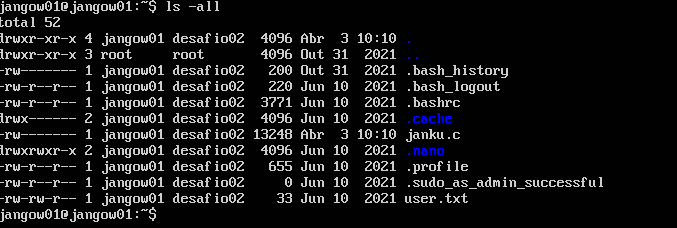 jangow01@jangow01:~$ ls -all
total 52
drwxr-xr-x 4 jangow01 desafio02  4096 Abr  3 10:10 .
drwxr-xr-x 3 root     root       4096 Out 31  2021 ..
-rw------- 1 jangow01 desafio02   200 Out 31  2021 .bash_history
-rw-r--r-- 1 jangow01 desafio02   220 Jun 10  2021 .bash_logout
-rw-r--r-- 1 jangow01 desafio02  3771 Jun 10  2021 .bashrc
drwx------ 2 jangow01 desafio02  4096 Jun 10  2021 .cache
-rw-r--r-- 1 jangow01 desafio02 13248 Abr  3 10:10 janku.c
drwxrwxr-x 2 jangow01 desafio02  4096 Jun 10  2021 .nano
-rw-r--r-- 1 jangow01 desafio02   655 Jun 10  2021 .profile
-rw-r--r-- 1 jangow01 desafio02     0 Jun 10  2021 .sudo_as_admin_successful
-rw-rw-r-- 1 jangow01 desafio02    33 Jun 10  2021 user.txt
jangow01@jangow01:~$